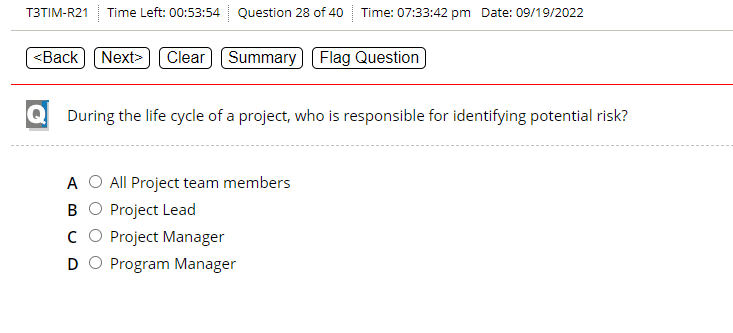 T3TIM-R21 Time Left: 00:53:54 Question 28 of 40 Time: 07:33:42 pm Date: 09/19/2022
<Back Next> Clear Summary Flag Question
Q During the life cycle of a project, who is responsible for identifying potential risk?
A All Project team members
B Project Lead
C Project Manager
D Program Manager